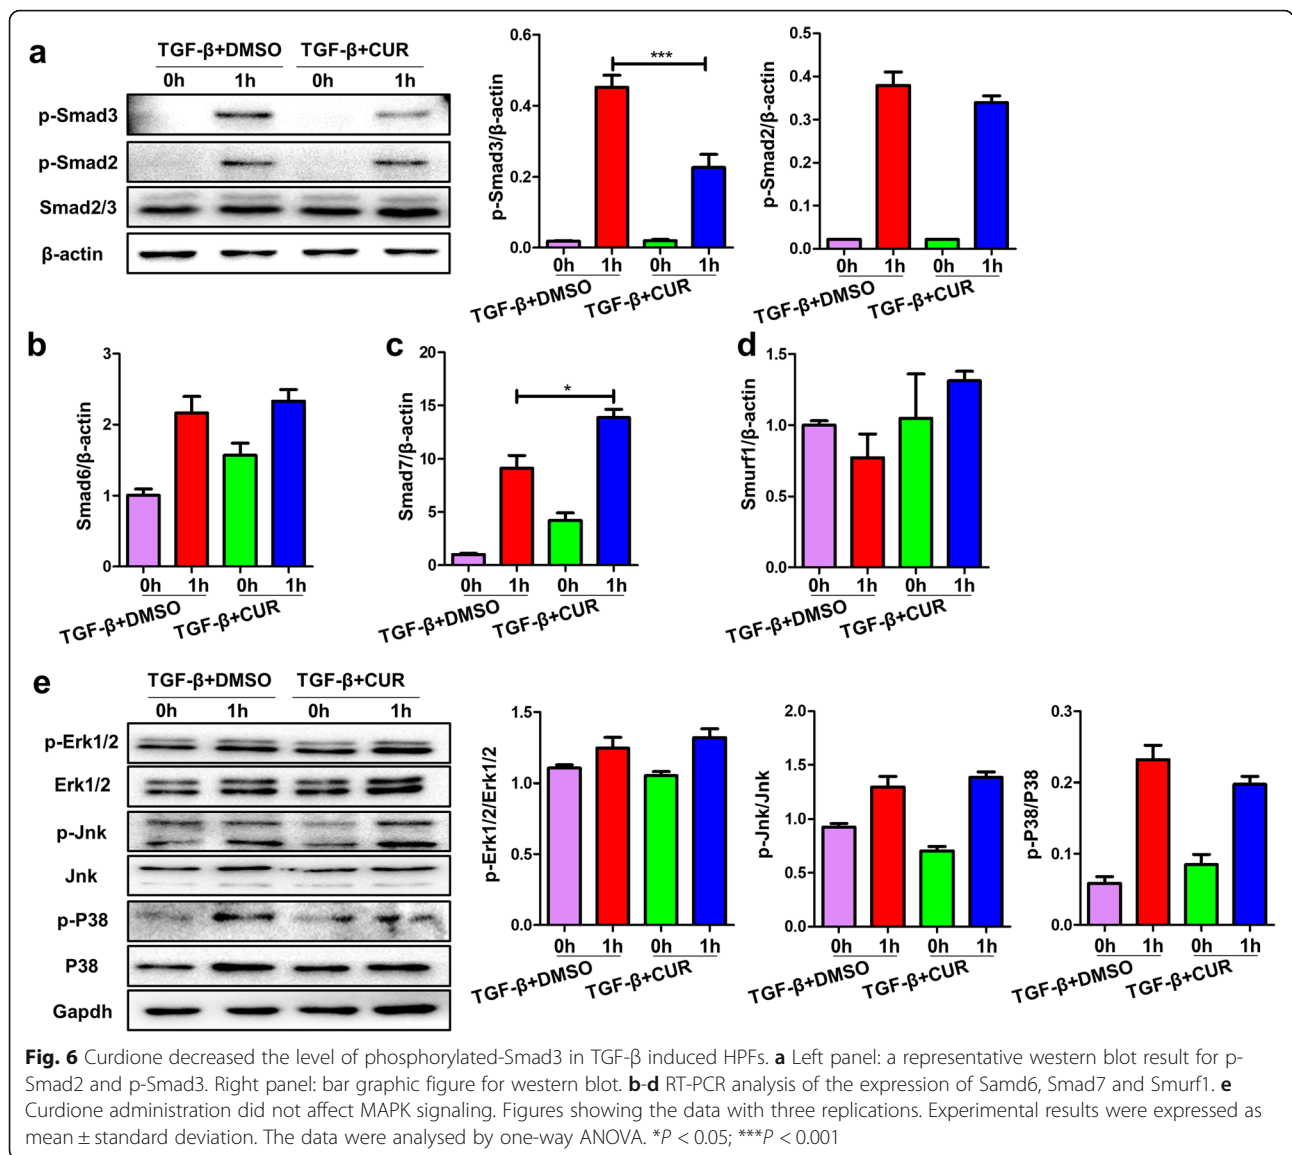 a
TGF-β+DMSO TGF-β+CUR
0h 1h 0h 1h
p-Smad3
p-Smad2
Smad2/3
β-actin
p-Smad3/β-actin
0.6
0.4
0.2
0.0
***
0h 1h 0h 1h
TGF-β+DMSO TGF-β+CUR
p-Smad2/β-actin
0.5
0.4
0.3
0.2
0.1
0.0
0h 1h 0h 1h
TGF-β+DMSO TGF-β+CUR
b
Smad6/β-actin
3
2
1
0
0h 1h 0h 1h
TGF-β+DMSO TGF-β+CUR
c
Smad7/β-actin
20
15
10
5
0
*
0h 1h 0h 1h
TGF-β+DMSO TGF-β+CUR
d
Smurf1/β-actin
1.5
1.0
0.5
0.0
0h 1h 0h 1h
TGF-β+DMSO TGF-β+CUR
e
TGF-β+DMSO TGF-β+CUR
0h 1h 0h 1h
p-Erk1/2
Erk1/2
p-Jnk
Jnk
p-P38
P38
Gapdh
p-Erk1/2/Erk1/2
1.5
1.0
0.5
0.0
0h 1h 0h 1h
TGF-β+DMSO TGF-β+CUR
p-Jnk/Jnk
2.0
1.5
1.0
0.5
0.0
0h 1h 0h 1h
TGF-β+DMSO TGF-β+CUR
p-P38/P38
0.3
0.2
0.1
0.0
0h 1h 0h 1h
TGF-β+DMSO TGF-β+CUR
Fig. 6 Curdione decreased the level of phosphorylated-Smad3 in TGF-β induced HPFs. a Left panel: a representative western blot result for p-
Smad2 and p-Smad3. Right panel: bar graphic figure for western blot. b-d RT-PCR analysis of the expression of Samd6, Smad7 and Smurf1. e
Curdione administration did not affect MAPK signaling. Figures showing the data with three replications. Experimental results were expressed as
mean ± standard deviation. The data were analysed by one-way ANOVA. *P < 0.05; ***P < 0.001